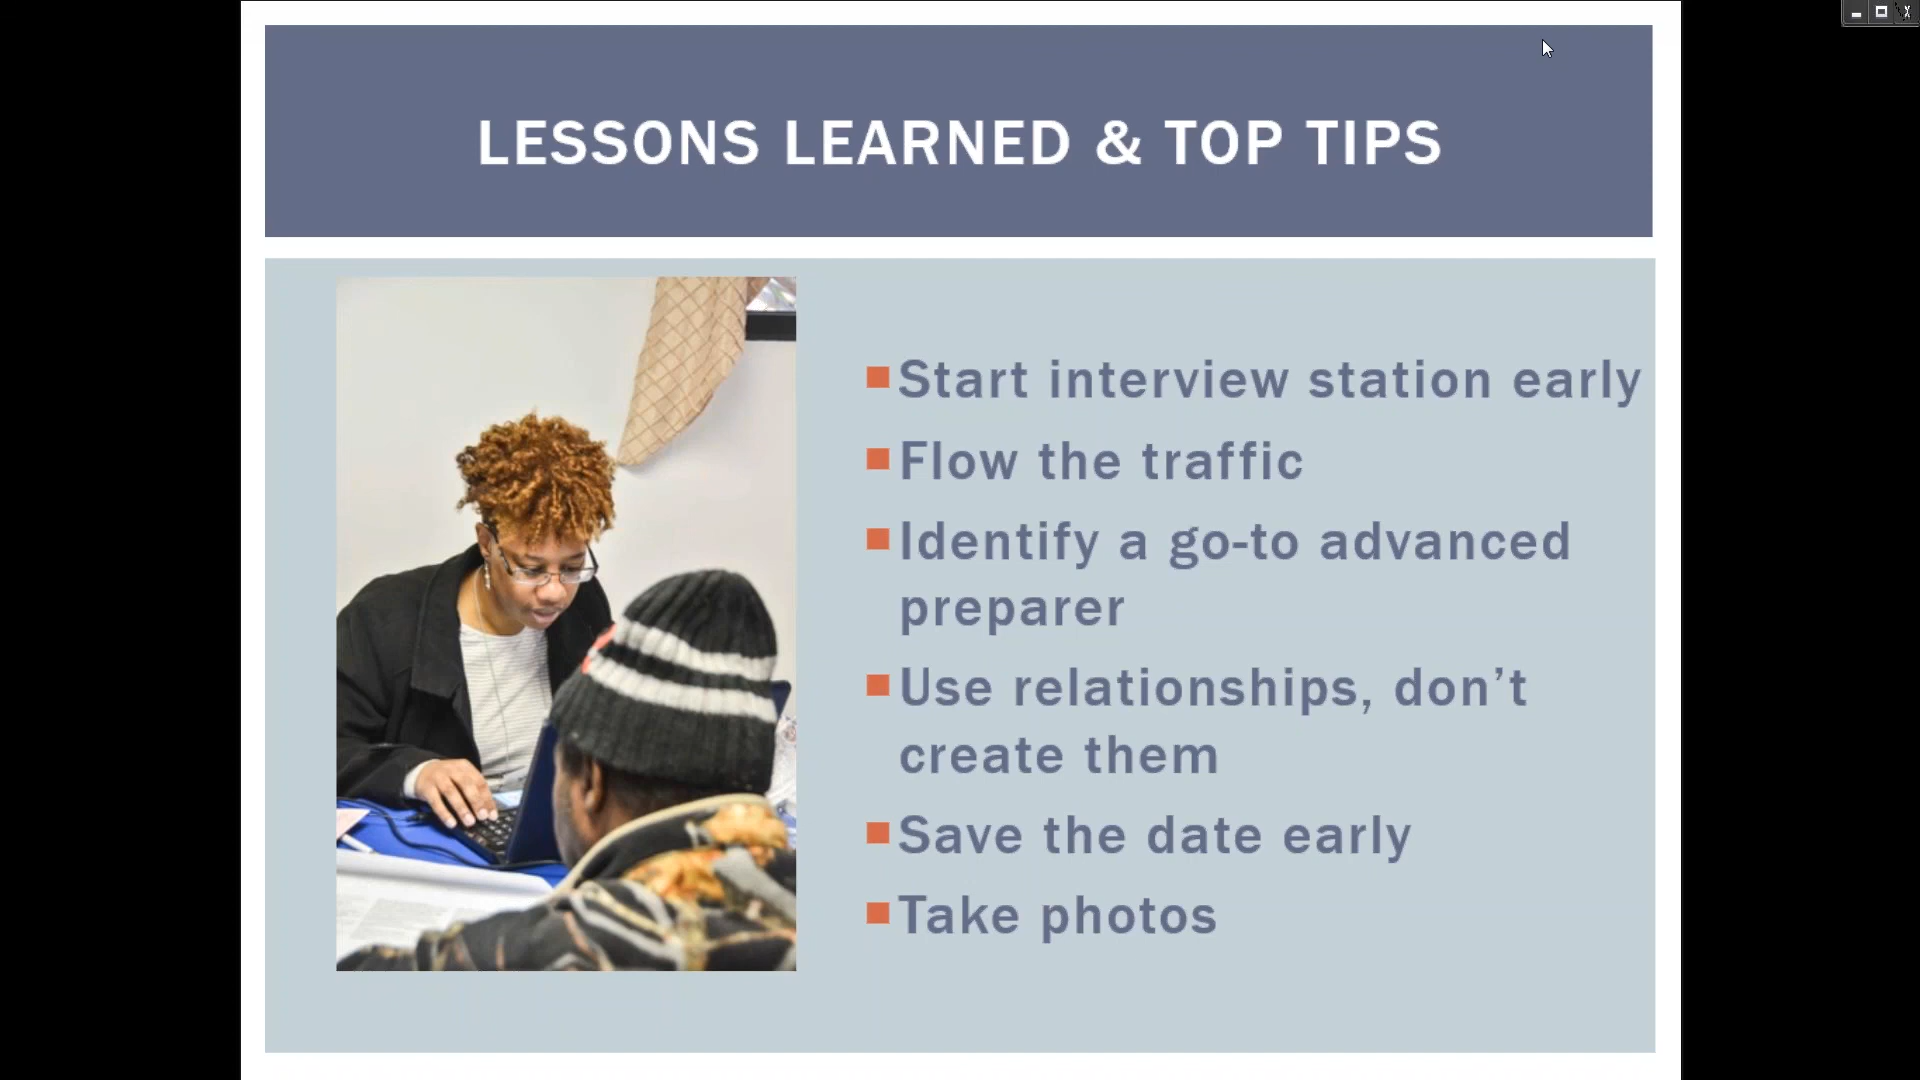 LESSONS LEARNED & TOP TIPS
Start interview station early
Flow the traffic
Identify a go-to advanced
preparer
Use relationships, don’t
create them
Save the date early
Take photos